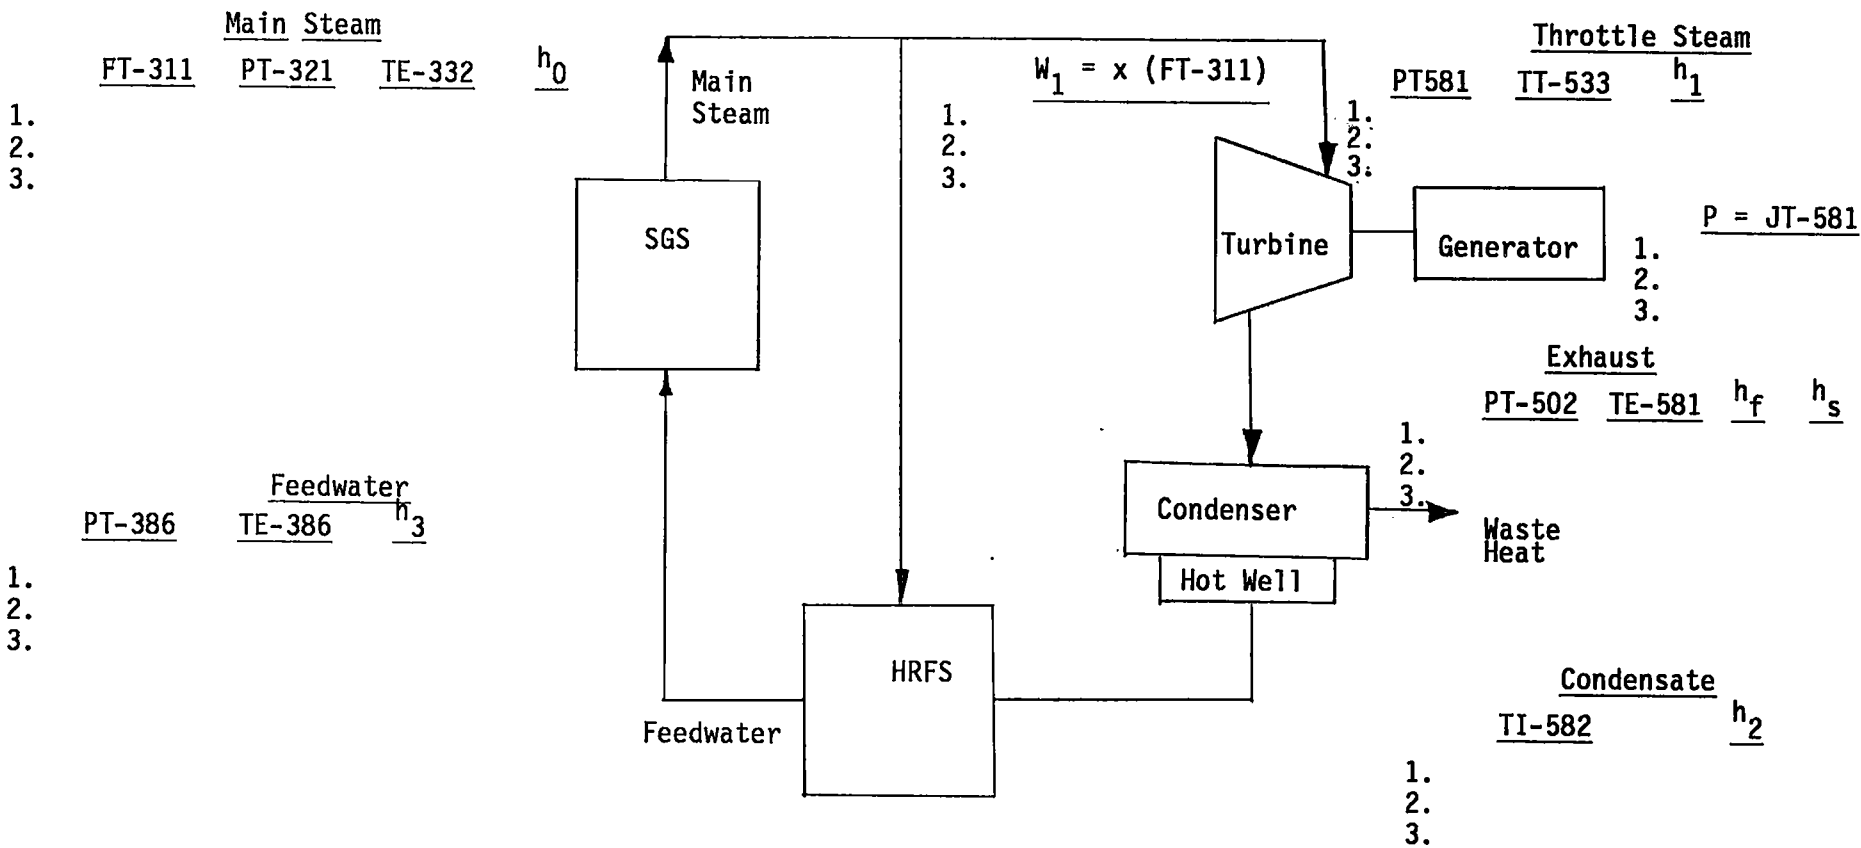 Main Steam
FT-311 PT-321 TE-332 h0
1.
2.
3.
Main
Steam
W1 = x (FT-311)
1.
2.
3.
Throttle Steam
PT581 TT-533 h1
1.
2.
3.
SGS
Turbine
Generator
P = JT-581
1.
2.
3.
Exhaust
PT-502 TE-581 hf hs
1.
2.
3.
Condenser
Waste
Heat
Hot Well
Feedwater
PT-386 TE-386 h3
1.
2.
3.
HRFS
Feedwater
Condensate
TI-582 h2
1.
2.
3.